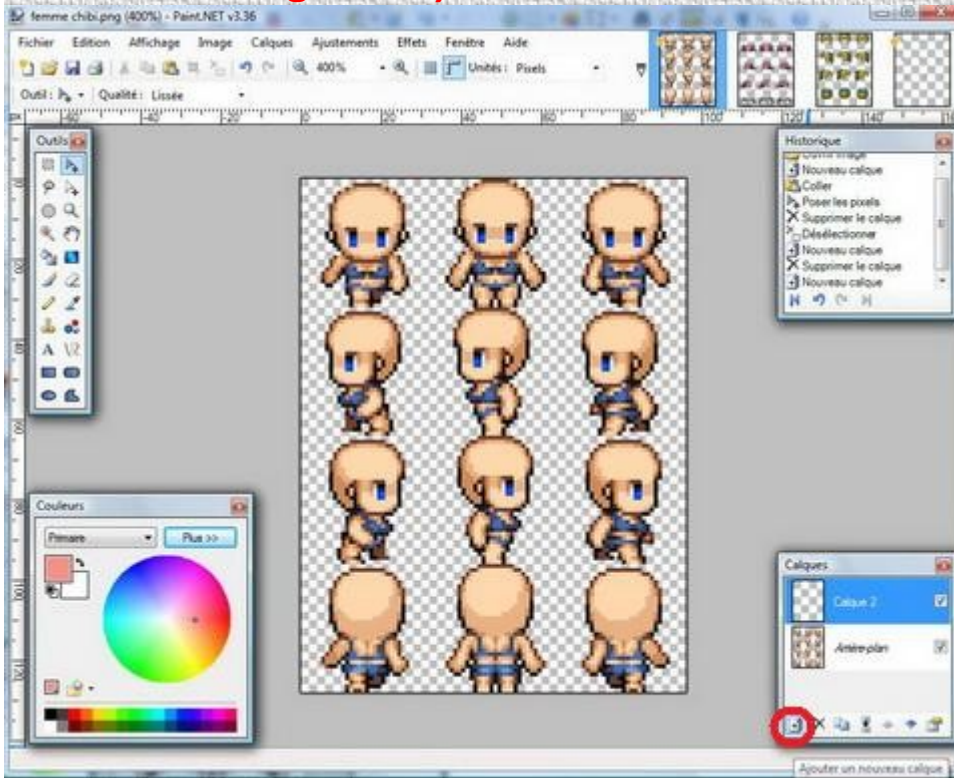 femme chibi.png (400%) - Paint.NET v3.36
Fichier Edition Affichage Image Calques Ajustements Effets Fenêtre Aide
400% Unités : Pixels
Outil : Qualité : Lissée
Outils
Historique
Nouveau calque
Coller
Poser les pixels
Supprimer le calque
Désélectionner
Nouveau calque
Supprimer le calque
Nouveau calque
Couleurs
Primaire Plus >>
Calques
Calque 2
Arrière-plan
Ajouter un nouveau calque